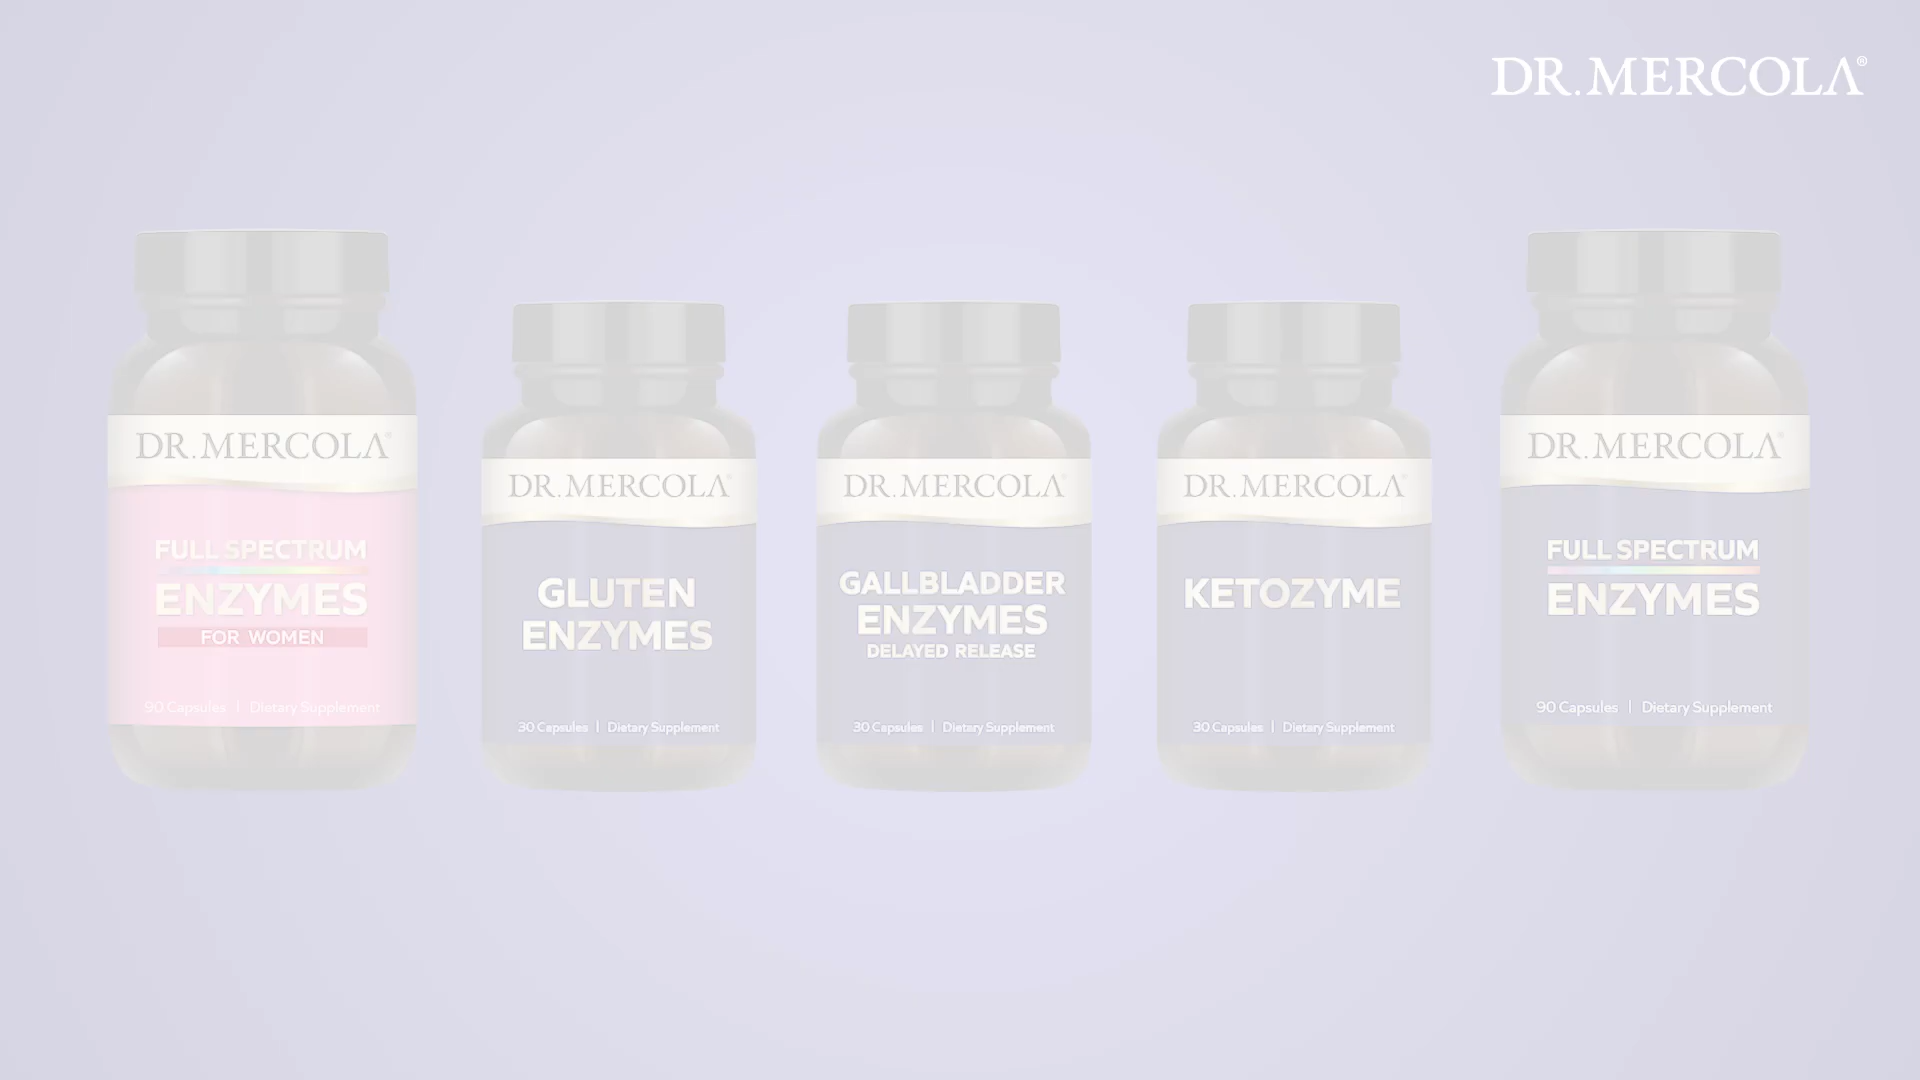 DR. MERCOLA®
DR. MERCOLA®
FULL SPECTRUM
ENZYMES
FOR WOMEN
90 Capsules | Dietary Supplement
DR. MERCOLA®
GLUTEN
ENZYMES
30 Capsules | Dietary Supplement
DR. MERCOLA®
GALLBLADDER
ENZYMES
DELAYED RELEASE
30 Capsules | Dietary Supplement
DR. MERCOLA®
KETOZYME
30 Capsules | Dietary Supplement
DR. MERCOLA®
FULL SPECTRUM
ENZYMES
90 Capsules | Dietary Supplement